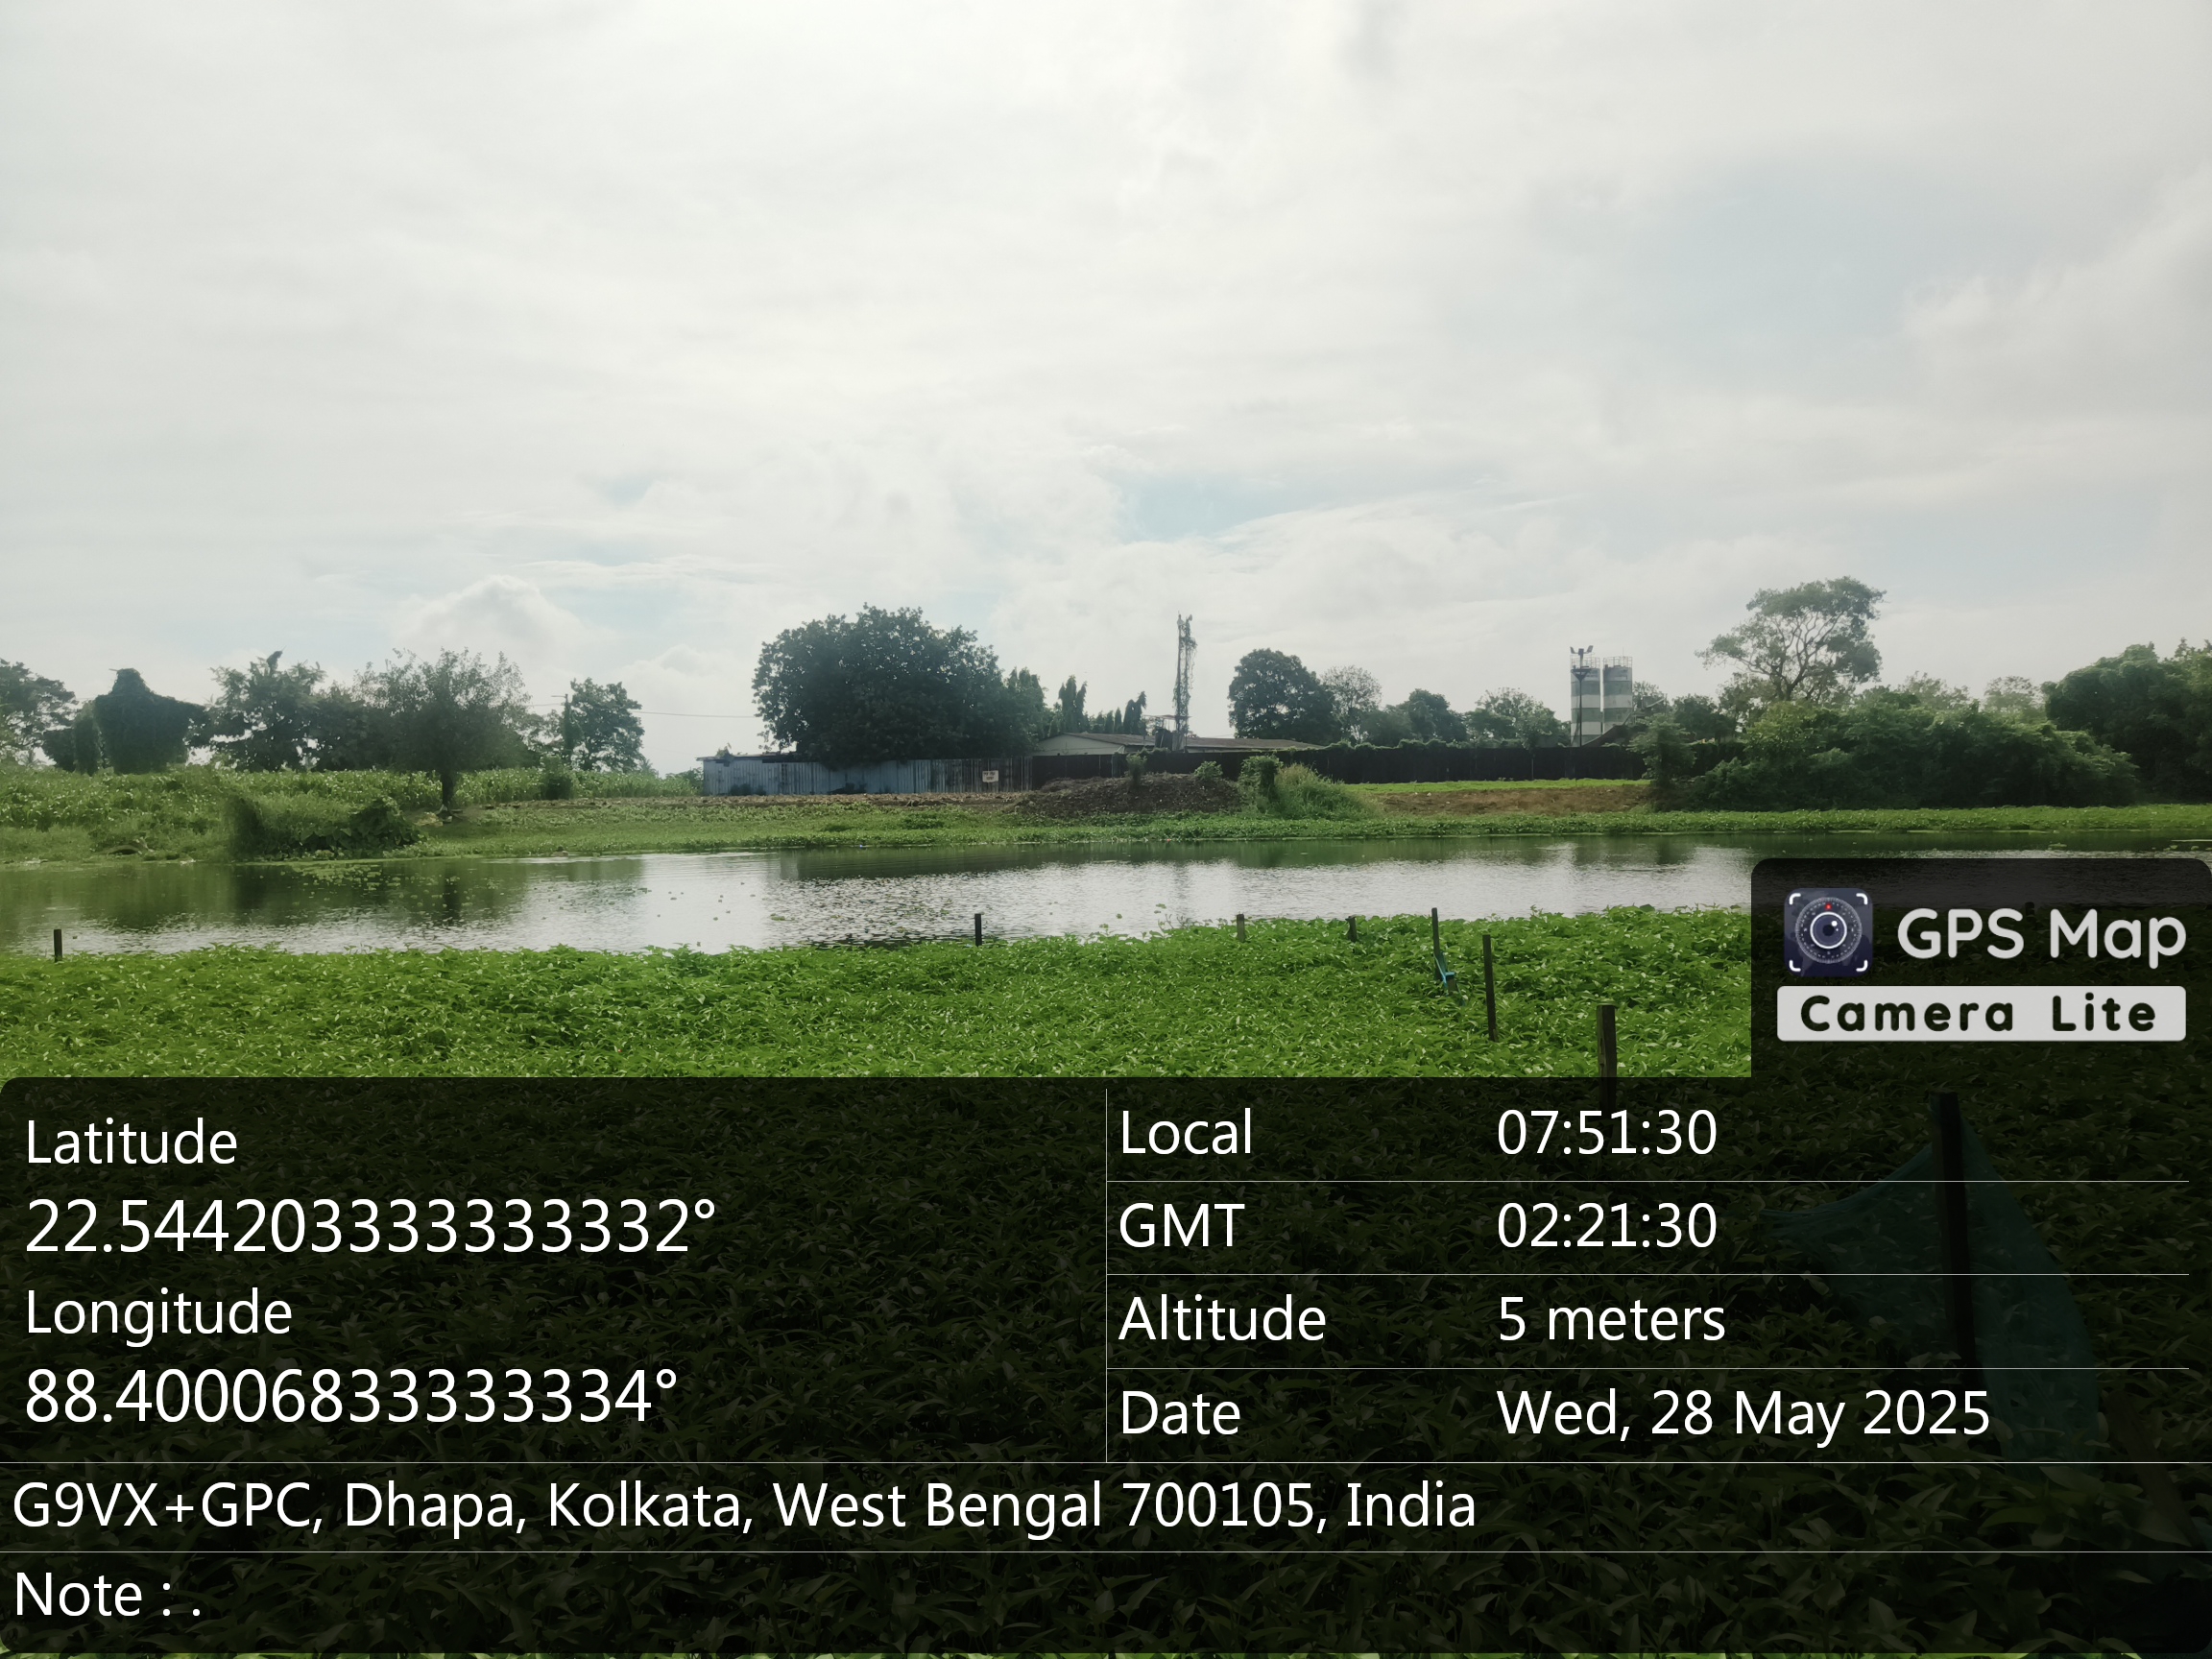 GPS Map
Camera Lite
Latitude
22.544203333333332°
Longitude
88.40006833333334°
Local 07:51:30
GMT 02:21:30
Altitude 5 meters
Date Wed, 28 May 2025
G9VX+GPC, Dhapa, Kolkata, West Bengal 700105, India
Note : .